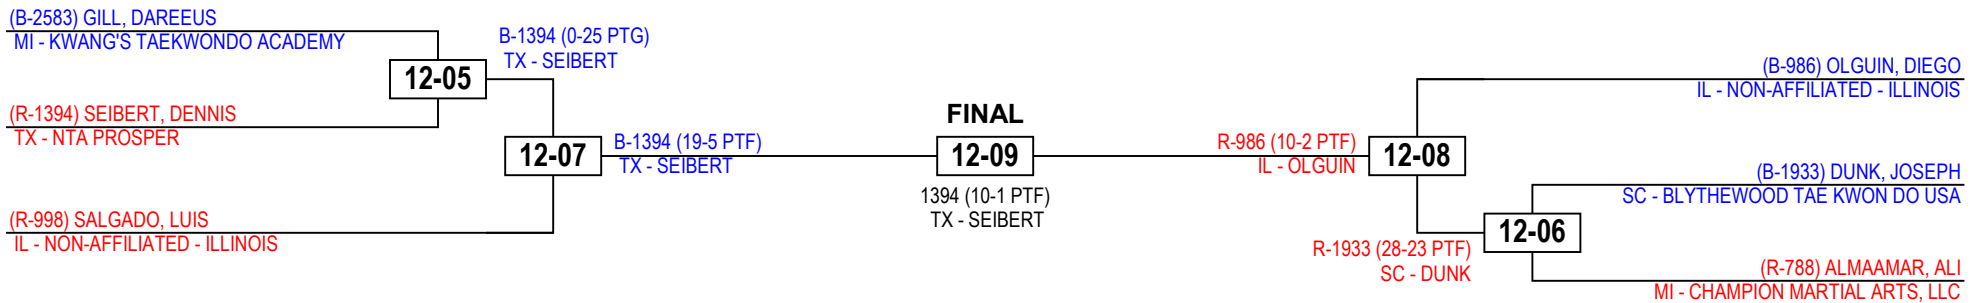 (B-2583) GILL, DAREEUS
MI - KWANG'S TAEKWONDO ACADEMY
B-1394 (0-25 PTG)
TX - SEIBERT
12-05
(R-1394) SEIBERT, DENNIS
TX - NTA PROSPER
12-07
B-1394 (19-5 PTF)
TX - SEIBERT
(R-998) SALGADO, LUIS
IL - NON-AFFILIATED - ILLINOIS
FINAL
12-09
1394 (10-1 PTF)
TX - SEIBERT
R-986 (10-2 PTF)
IL - OLGUIN
12-08
(B-986) OLGUIN, DIEGO
IL - NON-AFFILIATED - ILLINOIS
(B-1933) DUNK, JOSEPH
SC - BLYTHEWOOD TAE KWON DO USA
12-06
R-1933 (28-23 PTF)
SC - DUNK
(R-788) ALMAAMAR, ALI
MI - CHAMPION MARTIAL ARTS, LLC